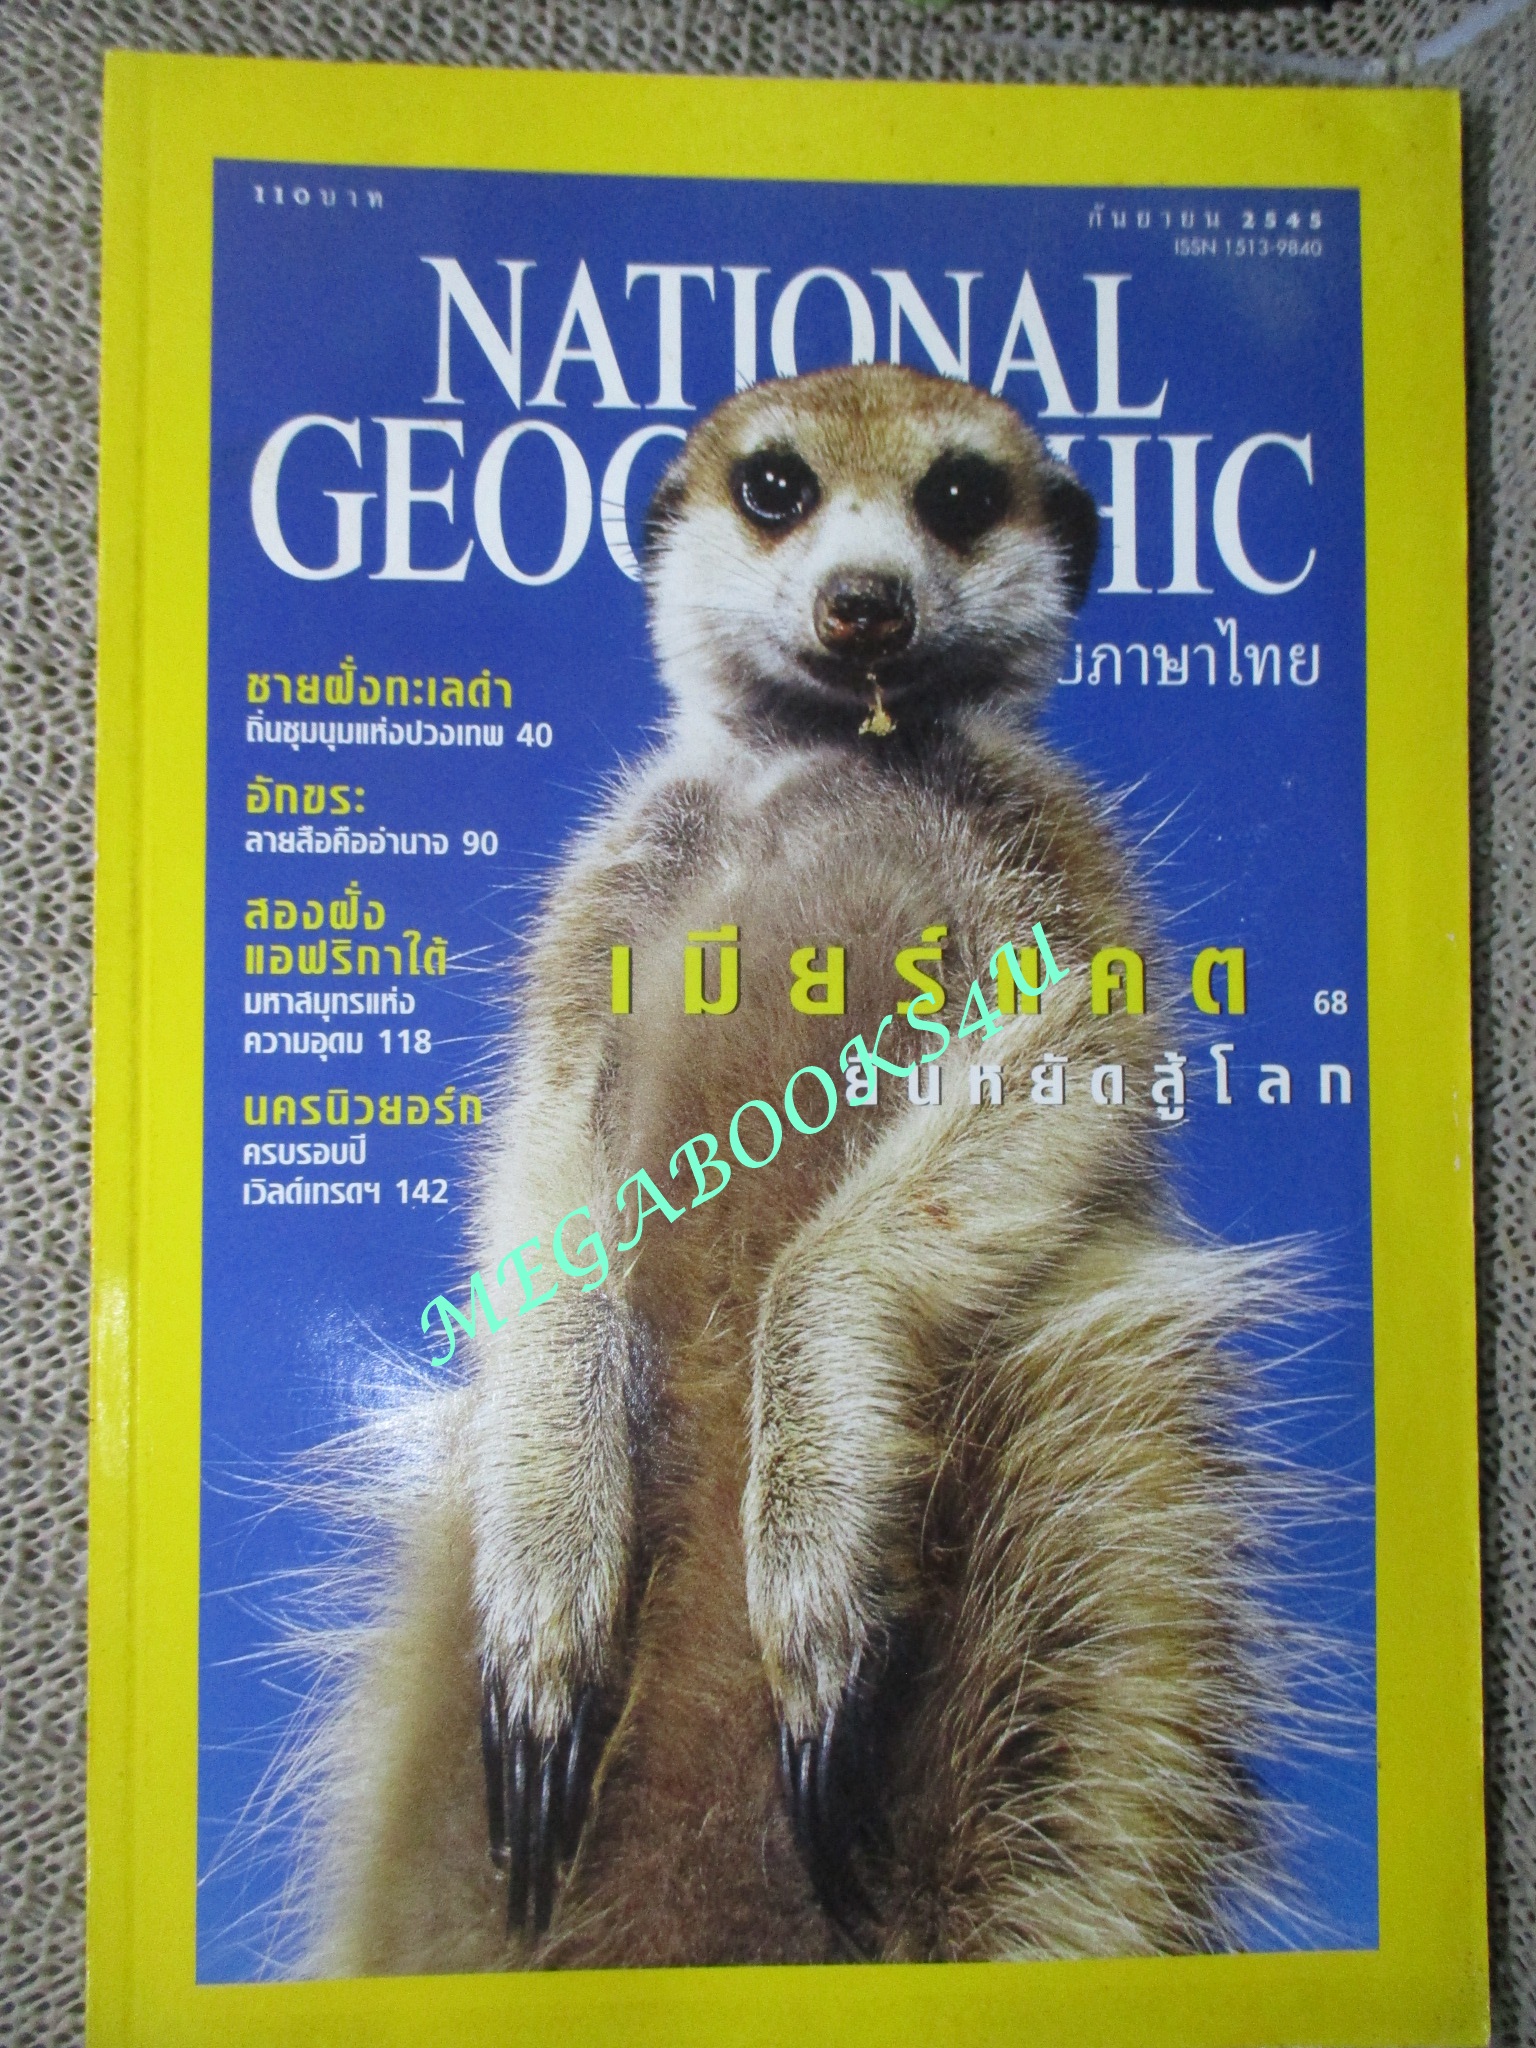 110 บาท
กันยายน 2545
ISSN 1513-9840
NATIONAL
GEOGRAPHIC
ภาษาไทย
ชายฝั่งทะเลดำ
ถิ่นชุมนุมแห่งปวงเทพ 40
อักขระ
ลายสือคืออำนาจ 90
สองฝั่ง
แอฟริกาใต้
มหาสมุทรแห่ง
ความอุดม 118
นครนิวยอร์ก
ครบรอบปี
เวิลด์เทรดฯ 142
เมียร์แคต 68
ยืนหยัดสู้โลก
MEGABOOKS4U